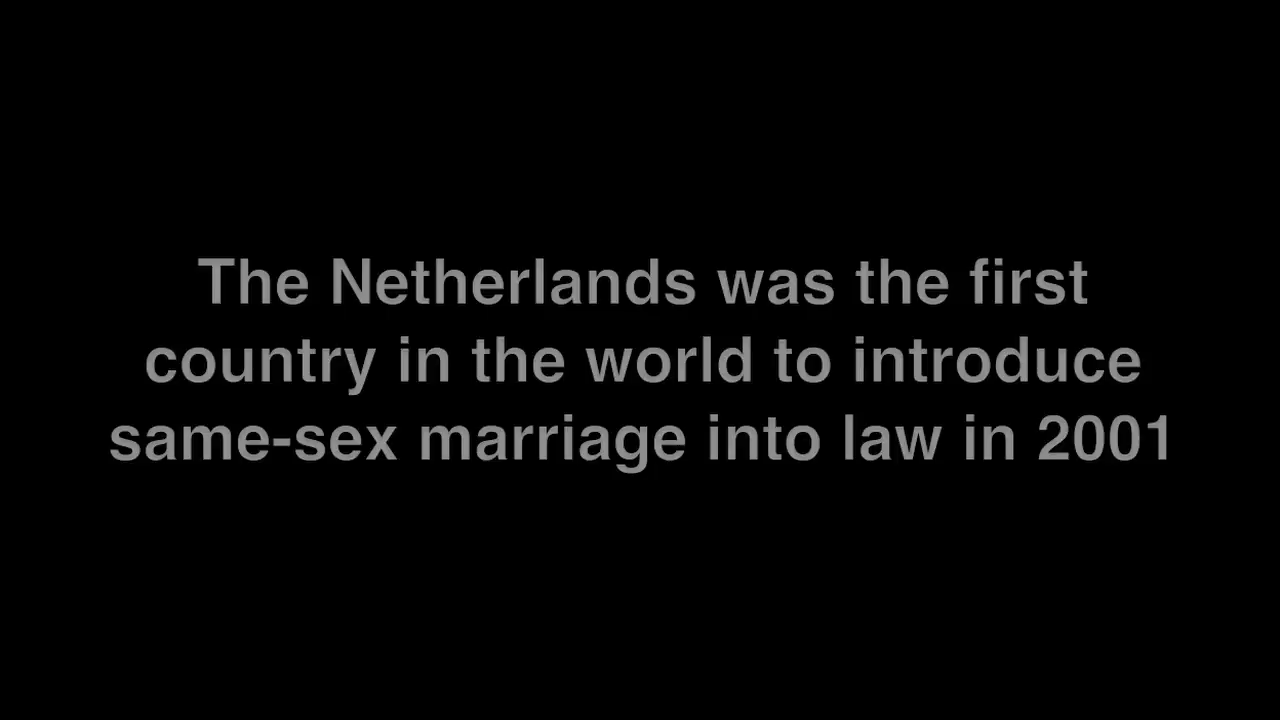 The Netherlands was the first
country in the world to introduce
same-sex marriage into law in 2001